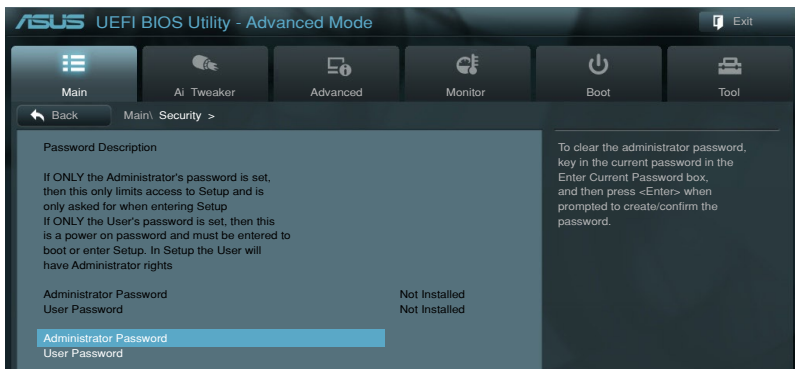 ASUS UEFI BIOS Utility - Advanced Mode
Exit
Main
Ai Tweaker
Advanced
Monitor
Boot
Tool
Back
Main\ Security >
Password Description
If ONLY the Administrator's password is set,
then this only limits access to Setup and is
only asked for when entering Setup
If ONLY the User's password is set, then this
is a power on password and must be entered to
boot or enter Setup. In Setup the User will
have Administrator rights
Administrator Password Not Installed
User Password Not Installed
Administrator Password
User Password
To clear the administrator password,
key in the current password in the
Enter Current Password box,
and then press <Enter> when
prompted to create/confirm the
password.